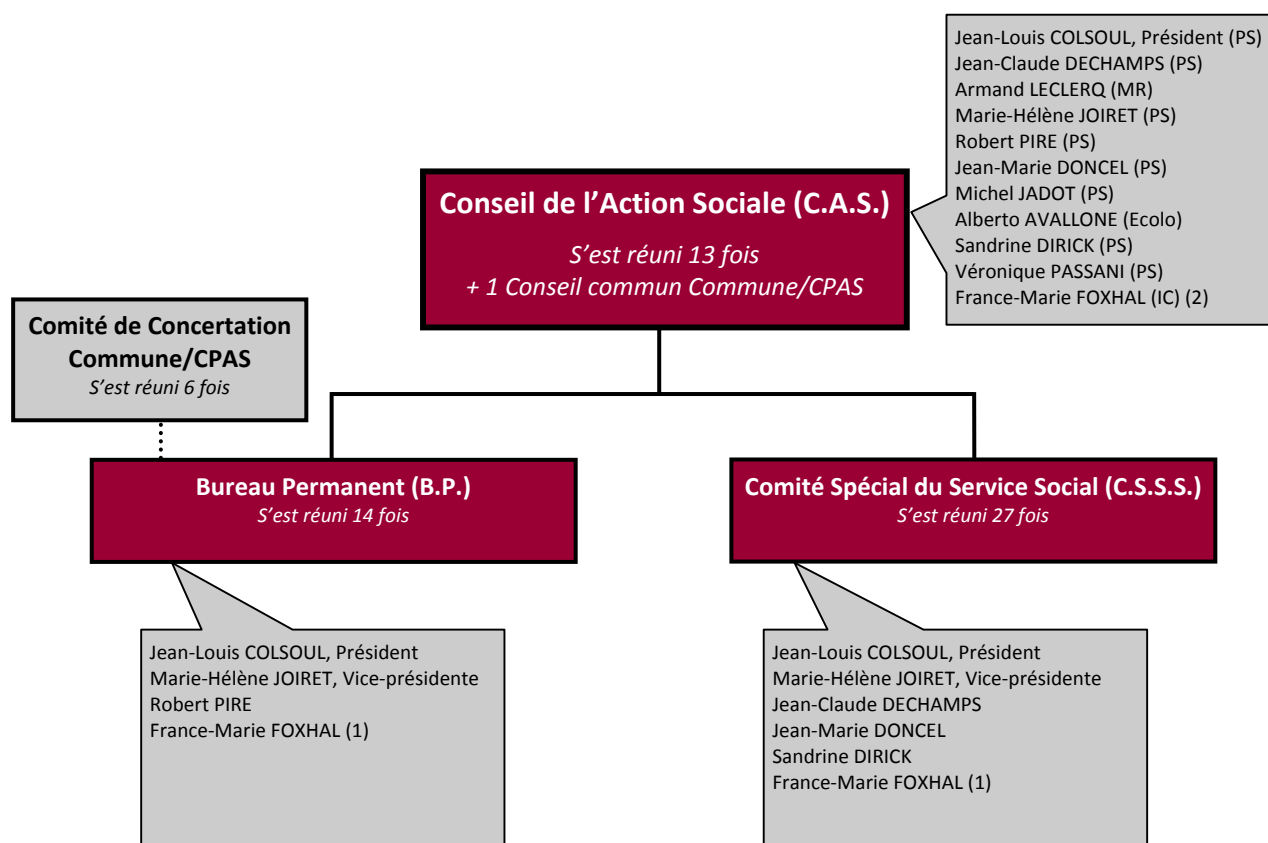 Jean-Louis COLSOUL, Président (PS)
Jean-Claude DECHAMPS (PS)
Armand LECLERQ (MR)
Marie-Hélène JOIRET (PS)
Robert PIRE (PS)
Jean-Marie DONCEL (PS)
Michel JADOT (PS)
Alberto AVALLONE (Ecolo)
Sandrine DIRICK (PS)
Véronique PASSANI (PS)
France-Marie FOXHAL (IC) (2)
Conseil de l’Action Sociale (C.A.S.)
S’est réuni 13 fois
+ 1 Conseil commun Commune/CPAS
Comité de Concertation
Commune/CPAS
S’est réuni 6 fois
Bureau Permanent (B.P.)
S’est réuni 14 fois
Comité Spécial du Service Social (C.S.S.S.)
S’est réuni 27 fois
Jean-Louis COLSOUL, Président
Marie-Hélène JOIRET, Vice-présidente
Robert PIRE
France-Marie FOXHAL (1)
Jean-Louis COLSOUL, Président
Marie-Hélène JOIRET, Vice-présidente
Jean-Claude DECHAMPS
Jean-Marie DONCEL
Sandrine DIRICK
France-Marie FOXHAL (1)